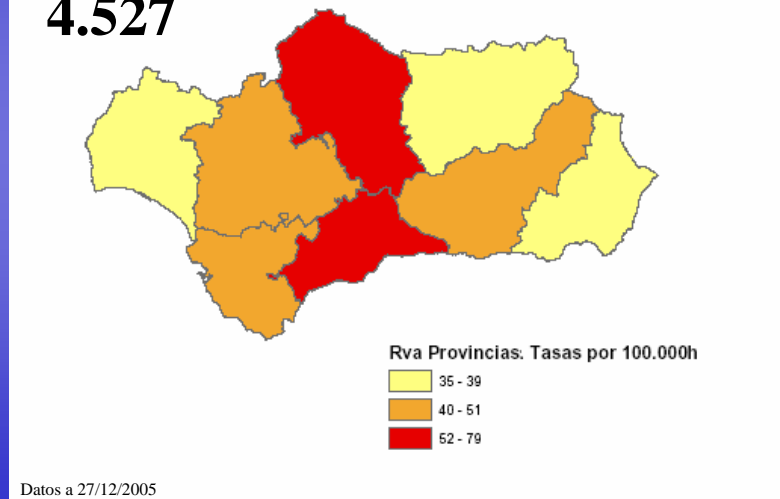 4.527
Rva Provincias. Tasas por 100.000h
35 - 39
40 - 51
52 - 79
Datos a 27/12/2005